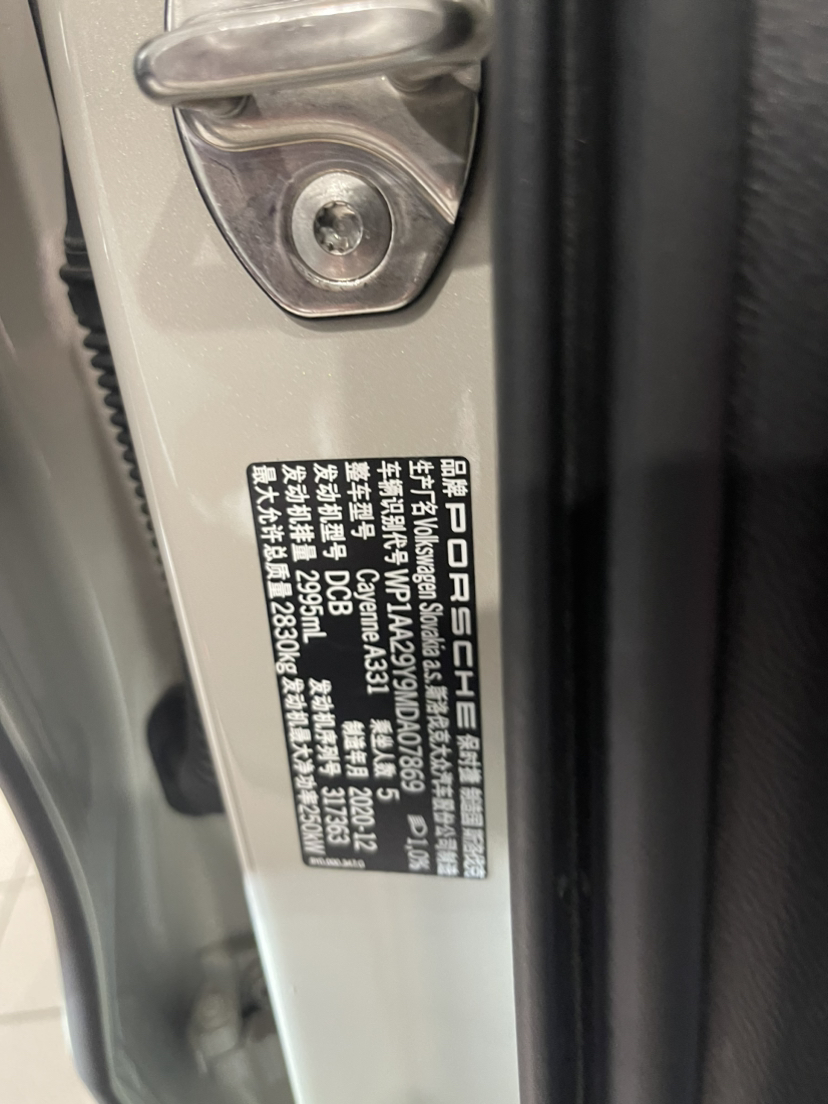 品牌 PORSCHE 保时捷 制造国 斯洛伐克
生产厂名 Volkswagen Slovakia a.s. 斯洛伐克大众汽车股份公司制造
车辆识别代号 WP1AA29Y9MDA07869 1,0%
整车型号 Cayenne A331 乘坐人数 5
发动机型号 DCB 制造年月 2020-12
发动机排量 2995mL 发动机序列号 317363
最大允许总质量 2830kg 发动机最大净功率 250kW